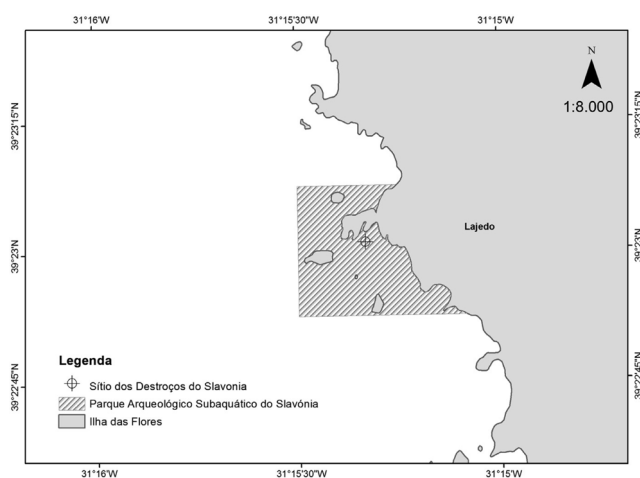 31°16'W 31°15'30"W 31°15'W
N
1:8.000
39°23'15"N 39°23'15"N
Lajedo
39°23'N 39°23'N
39°22'45"N 39°22'45"N
Legenda
Sítio dos Destroços do Slavonia
Parque Arqueológico Subaquático do Slavónia
Ilha das Flores
31°16'W 31°15'30"W 31°15'W